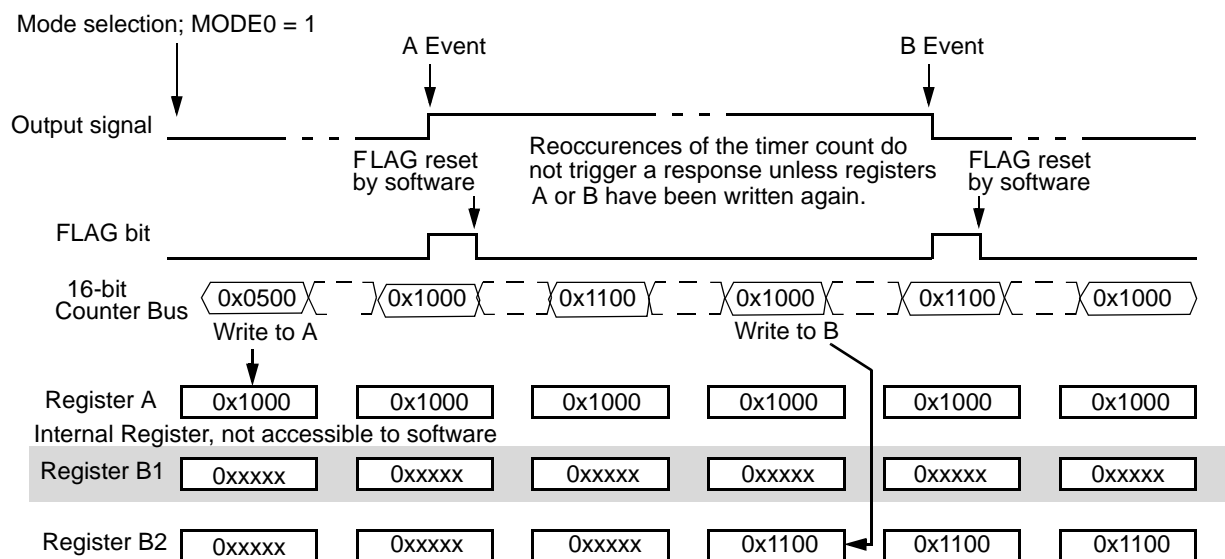 Mode selection; MODE0 = 1
A Event
B Event
Output signal
Reoccurences of the timer count do
not trigger a response unless registers
A or B have been written again.
FLAG reset
by software
FLAG reset
by software
FLAG bit
16-bit
Counter Bus
0x0500 0x1000 0x1100 0x1000 0x1100 0x1000
Write to A
Write to B
Register A 0x1000 0x1000 0x1000 0x1000 0x1000 0x1000
Internal Register, not accessible to software
Register B1 0xxxxx 0xxxxx 0xxxxx 0xxxxx 0xxxxx 0xxxxx
Register B2 0xxxxx 0xxxxx 0xxxxx 0x1100 0x1100 0x1100